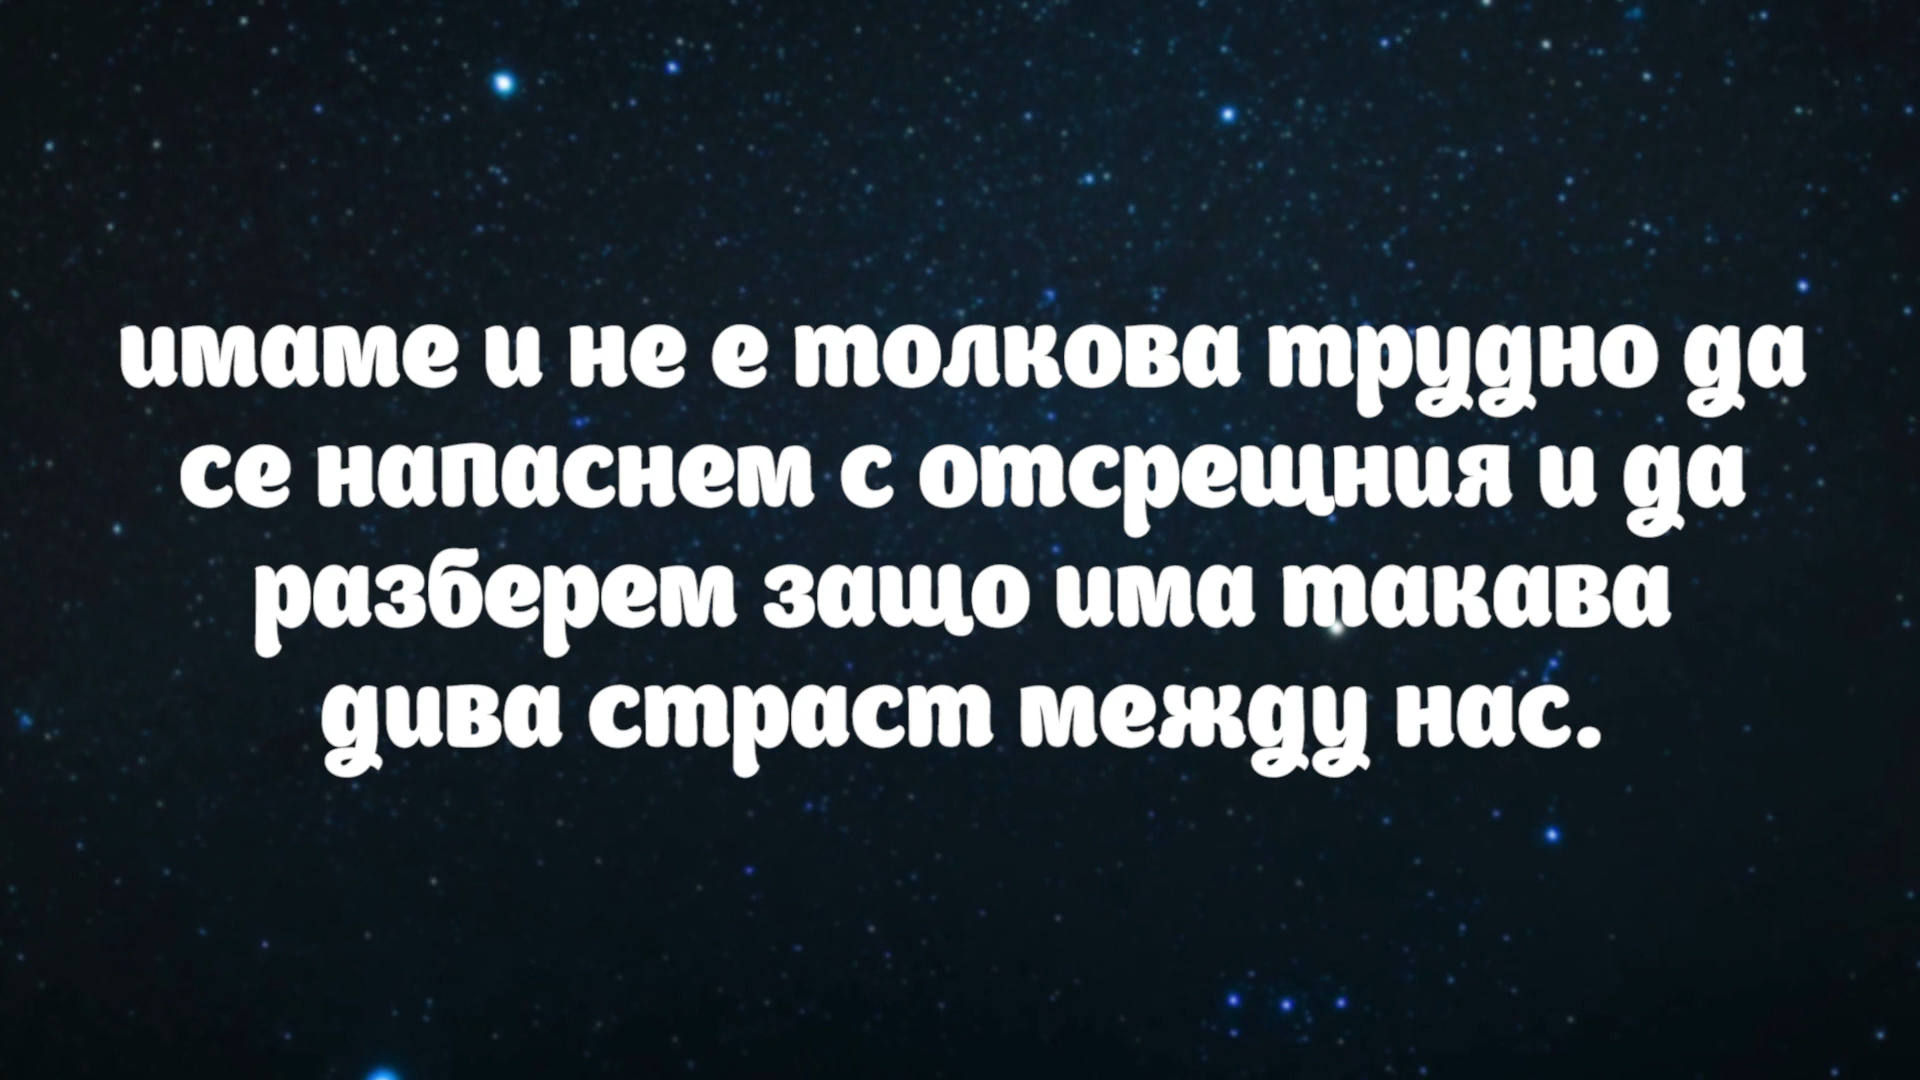 имаме и не е толкова трудно да
се напаснем с отсрещния и да
разберем защо има такава
дива страст между нас.